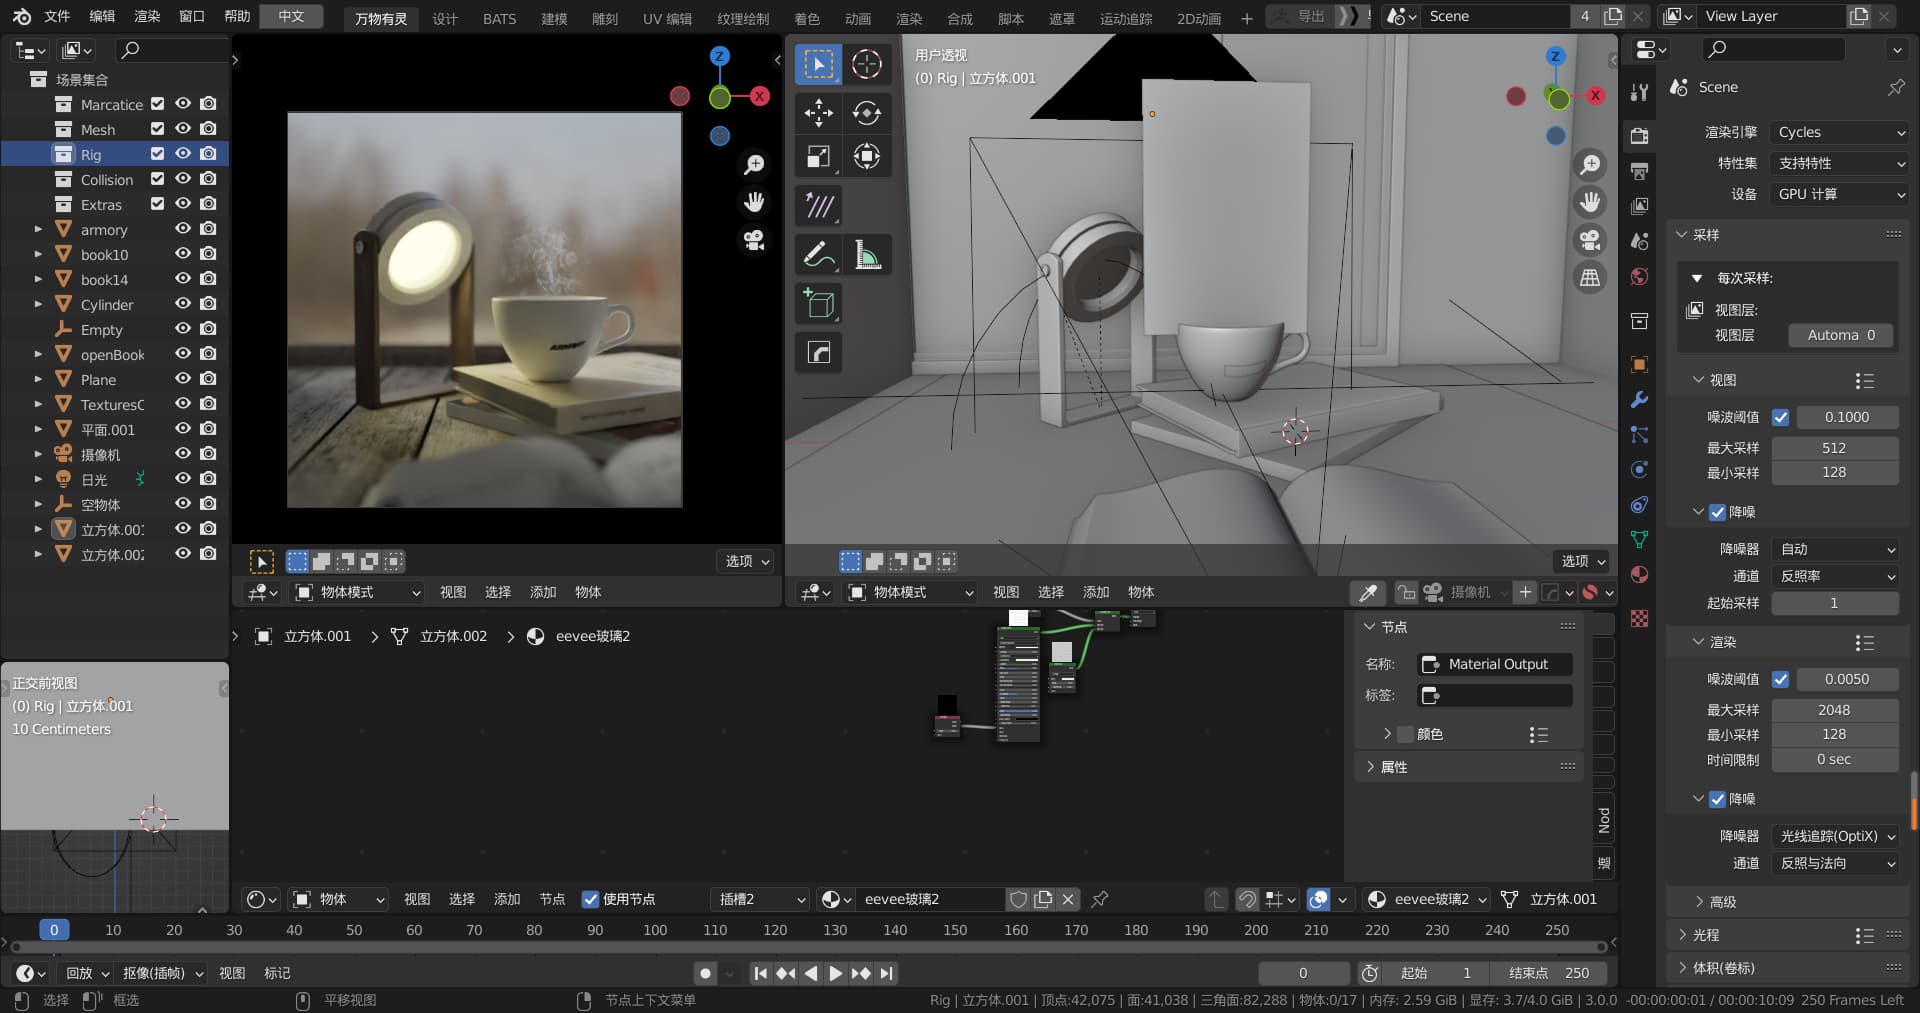 文件 编辑 渲染 窗口 帮助 中文 万物有灵 设计 BATS 建模 雕刻 UV 编辑 纹理绘制 着色 动画 渲染 合成 脚本 遮罩 运动追踪 2D动画 + 导出 Scene 4 View Layer
场景集合
Marcatice
Mesh
Rig
Collision
Extras
armory
book10
book14
Cylinder
Empty
openBook
Plane
TexturesC
平面.001
摄像机
日光
空物体
立方体.001
立方体.002
Z
X
选项
物体模式 视图 选择 添加 物体
用户透视
(0) Rig | 立方体.001
Z
X
选项
物体模式 视图 选择 添加 物体 摄像机
正交前视图
(0) Rig | 立方体.001
10 Centimeters
立方体.001 > 立方体.002 > eevee玻璃2
节点
名称: Material Output
标签:
颜色
属性
Nod
物体 视图 选择 添加 节点 使用节点 插槽2 eevee玻璃2 eevee玻璃2 立方体.001
0 10 20 30 40 50 60 70 80 90 100 110 120 130 140 150 160 170 180 190 200 210 220 230 240 250
回放 抠像(插帧) 视图 标记 0 起始 1 结束点 250
选择 框选 平移视图 节点上下文菜单 Rig | 立方体.001 | 顶点:42,075 | 面:41,038 | 三角面:82,288 | 物体:0/17 | 内存: 2.59 GiB | 显存: 3.7/4.0 GiB | 3.0.0 -00:00:00:01 / 00:00:10:09 250 Frames Left
Scene
渲染引擎 Cycles
特性集 支持特性
设备 GPU 计算
采样
每次采样:
视图层:
视图层 Automa 0
视图
噪波阈值 0.1000
最大采样 512
最小采样 128
降噪
降噪器 自动
通道 反照率
起始采样 1
渲染
噪波阈值 0.0050
最大采样 2048
最小采样 128
时间限制 0 sec
降噪
降噪器 光线追踪(OptiX)
通道 反照与法向
高级
光程
体积(卷标)